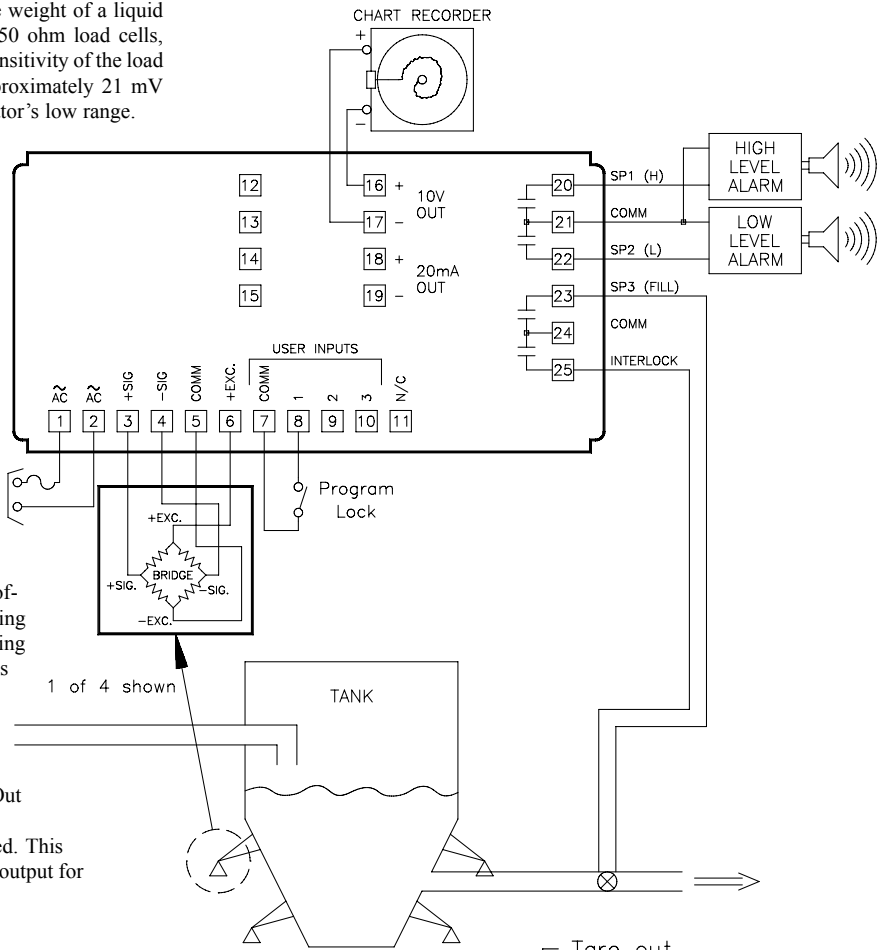 e weight of a liquid
50 ohm load cells,
nsitivity of the load
proximately 21 mV
ator's low range.
CHART RECORDER
+
−
12
13
14
15
16 +
17 −
10V
OUT
18 +
19 −
20mA
OUT
20 SP1 (H)
21 COMM
22 SP2 (L)
23 SP3 (FILL)
24 COMM
25 INTERLOCK
HIGH
LEVEL
ALARM
LOW
LEVEL
ALARM
USER INPUTS
~ AC
~ AC
+SIG
−SIG
COMM
+EXC.
COMM
1
2
3
N/C
1 2 3 4 5 6 7 8 9 10 11
Program
Lock
+EXC.
+SIG.
BRIDGE
−SIG.
−EXC.
of-
ing
ing
s
1 of 4 shown
TANK
Out
ed. This
output for
− Tare out